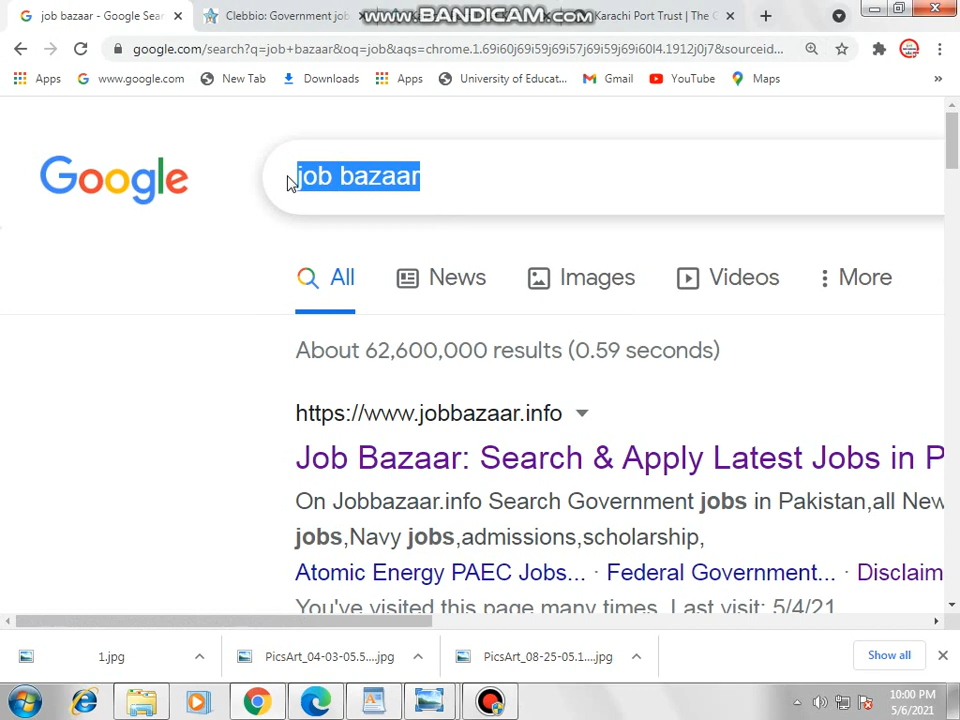 job bazaar - Google Sear
Clebbio: Government job
WWW.BANDICAM.COM
Karachi Port Trust | The G
google.com/search?q=job+bazaar&oq=job&aqs=chrome.1.69i60j69i59j69i57j69i59j69i60l4.1912j0j7&sourceid...
Apps
www.google.com
New Tab
Downloads
Apps
University of Educat...
Gmail
YouTube
Maps
»
Google
job bazaar
All
News
Images
Videos
More
About 62,600,000 results (0.59 seconds)
https://www.jobbazaar.info
Job Bazaar: Search & Apply Latest Jobs in P
On Jobbazaar.info Search Government jobs in Pakistan,all New
jobs,Navy jobs,admissions,scholarship,
Atomic Energy PAEC Jobs... · Federal Government... · Disclaim
You've visited this page many times. Last visit: 5/4/21
1.jpg
PicsArt_04-03-05.5....jpg
PicsArt_08-25-05.1....jpg
Show all
10:00 PM
5/6/2021